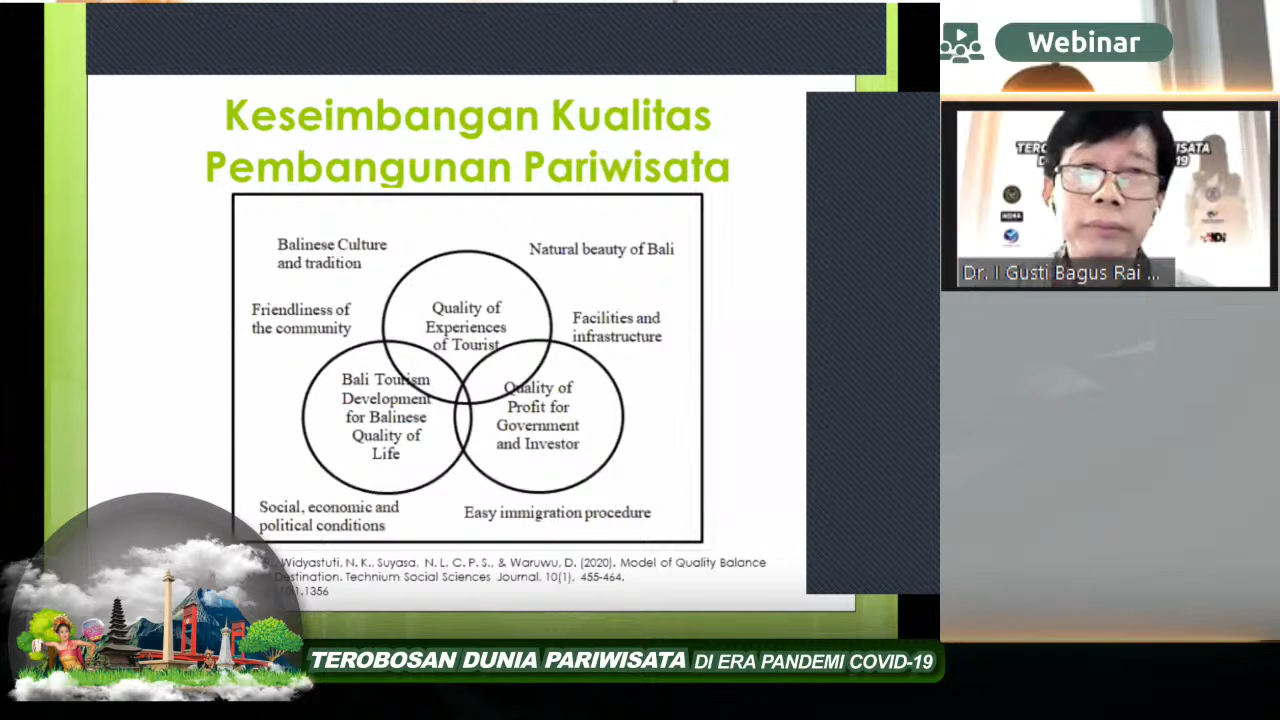 Webinar
Keseimbangan Kualitas
Pembangunan Pariwisata
Balinese Culture
and tradition
Natural beauty of Bali
Friendliness of
the community
Quality of
Experiences
of Tourist
Facilities and
infrastructure
Bali Tourism
Development
for Balinese
Quality of
Life
Quality of
Profit for
Government
and Investor
Social, economic and
political conditions
Easy immigration procedure
Widyastuti, N. K., Suyasa, N. L. C. P. S., & Waruwu, D. (2020). Model of Quality Balance
Destination. Technium Social Sciences Journal, 10(1), 455-464.
1.1356
Dr. I Gusti Bagus Rai ...
TEROBOSAN DUNIA PARIWISATA DI ERA PANDEMI COVID-19